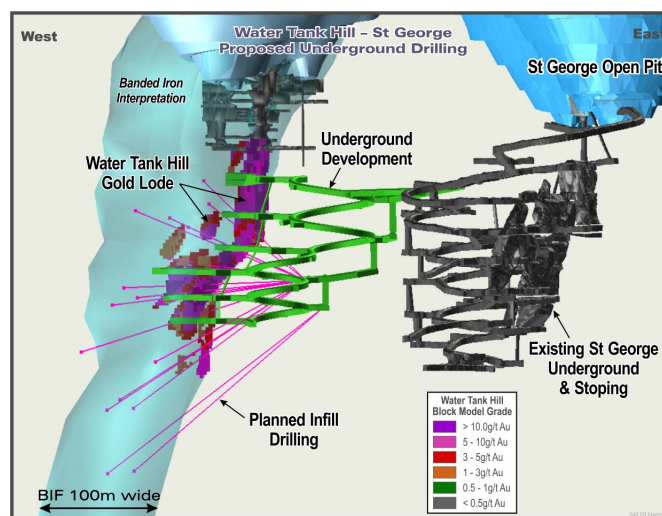 Water Tank Hill – St George
Proposed Underground Drilling
West
East
St George Open Pit
Banded Iron
Interpretation
Underground
Development
Water Tank Hill
Gold Lode
Existing St George
Underground
& Stoping
Planned Infill
Drilling
Water Tank Hill
Block Model Grade
> 10.0g/t Au
5 - 10g/t Au
3 - 5g/t Au
1 - 3g/t Au
0.5 - 1g/t Au
< 0.5g/t Au
BIF 100m wide